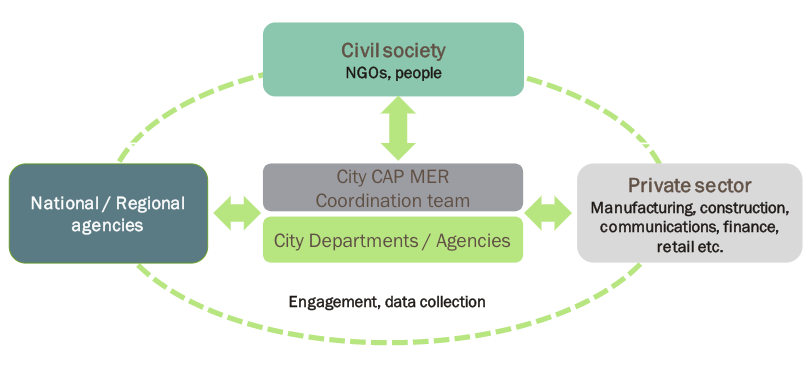 Civil society
NGOs, people
National / Regional
agencies
City CAP MER
Coordination team
City Departments / Agencies
Private sector
Manufacturing, construction,
communications, finance,
retail etc.
Engagement, data collection